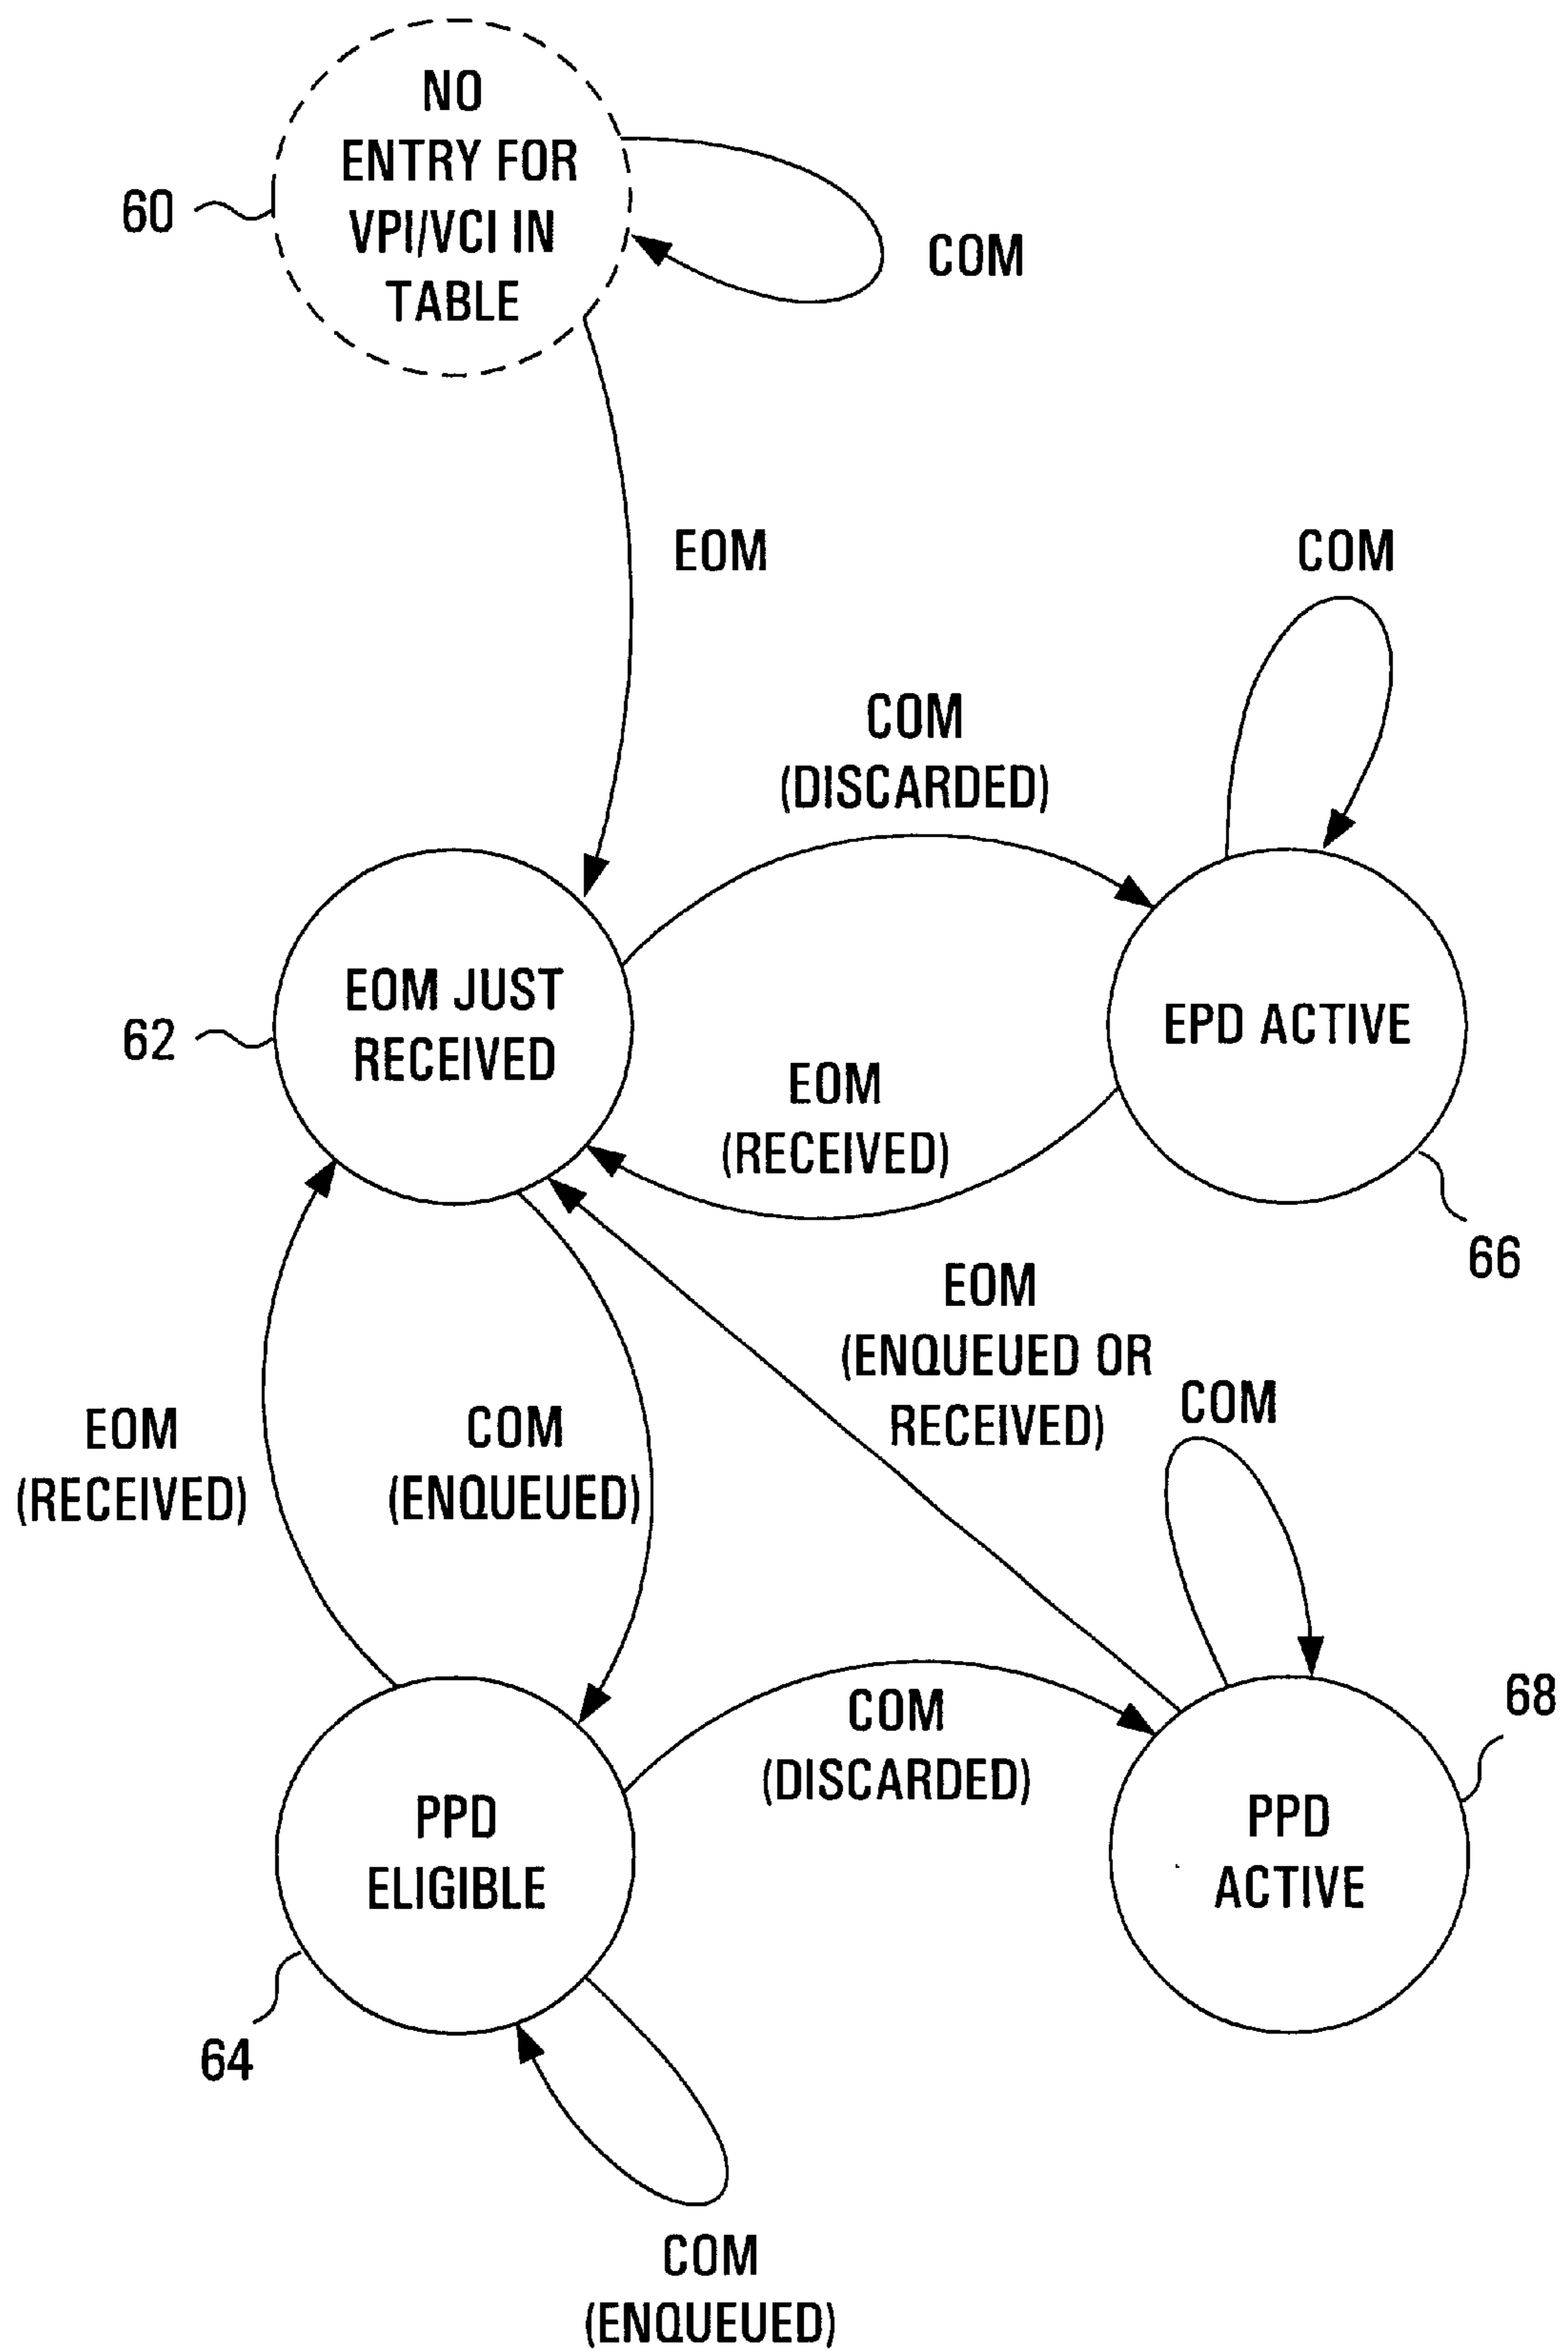 NO
ENTRY FOR
VPI/VCI IN
TABLE
60
COM
EOM
COM
COM
(DISCARDED)
EOM JUST
RECEIVED
62
EPD ACTIVE
66
EOM
(RECEIVED)
EOM
(ENQUEUED OR
RECEIVED)
COM
EOM
(RECEIVED)
COM
(ENQUEUED)
COM
(DISCARDED)
68
PPD
ELIGIBLE
PPD
ACTIVE
64
COM
(ENQUEUED)